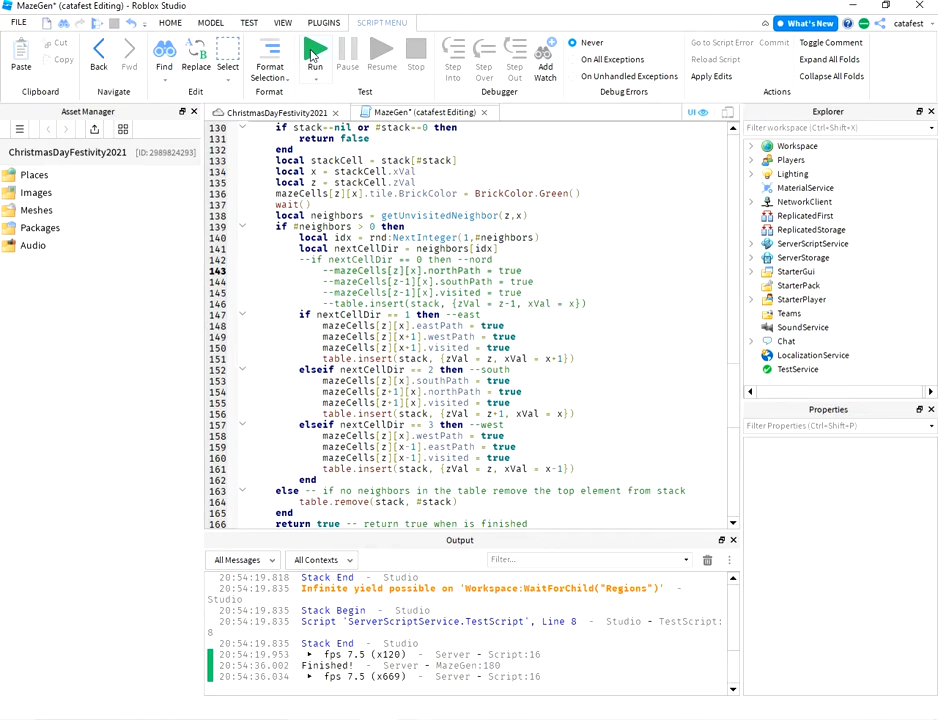 MazeGen* (catafest Editing) - Roblox Studio
FILE
HOME MODEL TEST VIEW PLUGINS SCRIPT MENU
What's New
catafest
Paste
Cut
Copy
Back Fwd Find Replace Select Format Selection Run Pause Resume Stop Step Into Step Over Step Out Add Watch
Never
On All Exceptions
On Unhandled Exceptions
Go to Script Error Commit Toggle Comment
Reload Script Expand All Folds
Apply Edits Collapse All Folds
Clipboard Navigate Edit Format Test Debugger Debug Errors Actions
Asset Manager
ChristmasDayFestivity2021 [ID: 2989824293]
Places
Images
Meshes
Packages
Audio
ChristmasDayFestivity2021 MazeGen* (catafest Editing) UI
130 if stack==nil or #stack==0 then
131 return false
132 end
133 local stackCell = stack[#stack]
134 local x = stackCell.xVal
135 local z = stackCell.zVal
136 mazeCells[z][x].tile.BrickColor = BrickColor.Green()
137 wait()
138 local neighbors = getUnvisitedNeighbor(z,x)
139 if #neighbors > 0 then
140 local idx = rnd:NextInteger(1,#neighbors)
141 local nextCellDir = neighbors[idx]
142 --if nextCellDir == 0 then --nord
143 --mazeCells[z][x].northPath = true
144 --mazeCells[z-1][x].southPath = true
145 --mazeCells[z-1][x].visited = true
146 --table.insert(stack, {zVal = z-1, xVal = x})
147 if nextCellDir == 1 then --east
148 mazeCells[z][x].eastPath = true
149 mazeCells[z][x+1].westPath = true
150 mazeCells[z][x+1].visited = true
151 table.insert(stack, {zVal = z, xVal = x+1})
152 elseif nextCellDir == 2 then --south
153 mazeCells[z][x].southPath = true
154 mazeCells[z+1][x].northPath = true
155 mazeCells[z+1][x].visited = true
156 table.insert(stack, {zVal = z+1, xVal = x})
157 elseif nextCellDir == 3 then --west
158 mazeCells[z][x].westPath = true
159 mazeCells[z][x-1].eastPath = true
160 mazeCells[z][x-1].visited = true
161 table.insert(stack, {zVal = z, xVal = x-1})
162 end
163 else -- if no neighbors in the table remove the top element from stack
164 table.remove(stack, #stack)
165 end
166 return true -- return true when is finished
Explorer
Filter workspace (Ctrl+Shift+X)
Workspace
Players
Lighting
MaterialService
NetworkClient
ReplicatedFirst
ReplicatedStorage
ServerScriptService
ServerStorage
StarterGui
StarterPack
StarterPlayer
Teams
SoundService
Chat
LocalizationService
TestService
Properties
Filter Properties (Ctrl+Shift+P)
Output
All Messages All Contexts Filter...
20:54:19.818 Stack End - Studio
20:54:19.835 Infinite yield possible on 'Workspace:WaitForChild("Regions")' -
Studio
20:54:19.835 Stack Begin - Studio
20:54:19.835 Script 'ServerScriptService.TestScript', Line 8 - Studio - TestScript:
8
20:54:19.835 Stack End - Studio
20:54:19.953 fps 7.5 (x120) - Server - Script:16
20:54:36.002 Finished! - Server - MazeGen:180
20:54:36.034 fps 7.5 (x669) - Server - Script:16